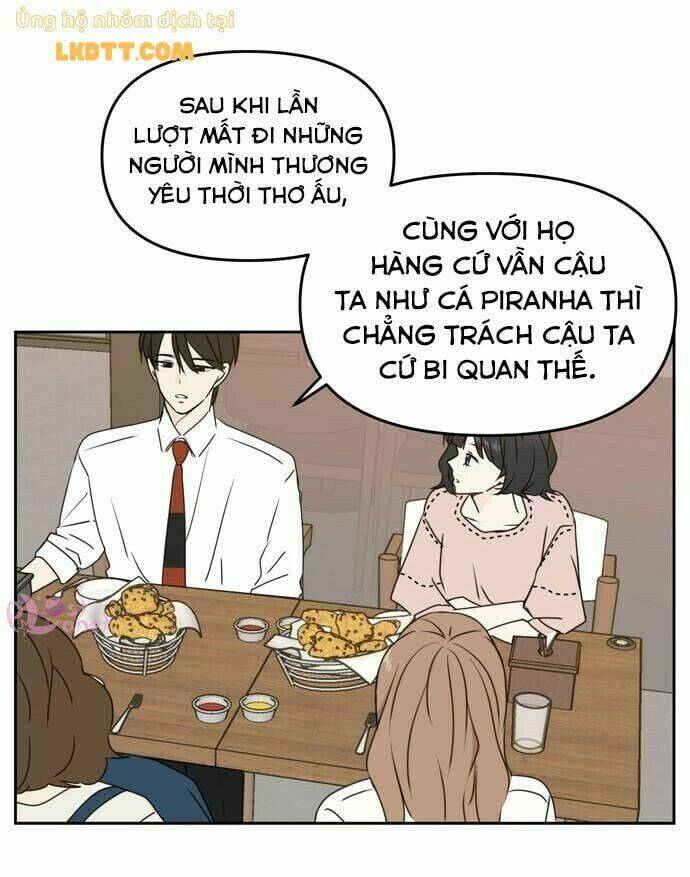 Ủng hộ nhóm dịch tại
LKDTT.COM
SAU KHI LẦN
LƯỢT MẤT ĐI NHỮNG
NGƯỜI MÌNH THƯƠNG
YÊU THỜI THƠ ẤU,
CÙNG VỚI HỌ
HÀNG CỨ VẦN CẬU
TA NHƯ CÁ PIRANHA THÌ
CHẲNG TRÁCH CẬU TA
CỨ BI QUAN THẾ.